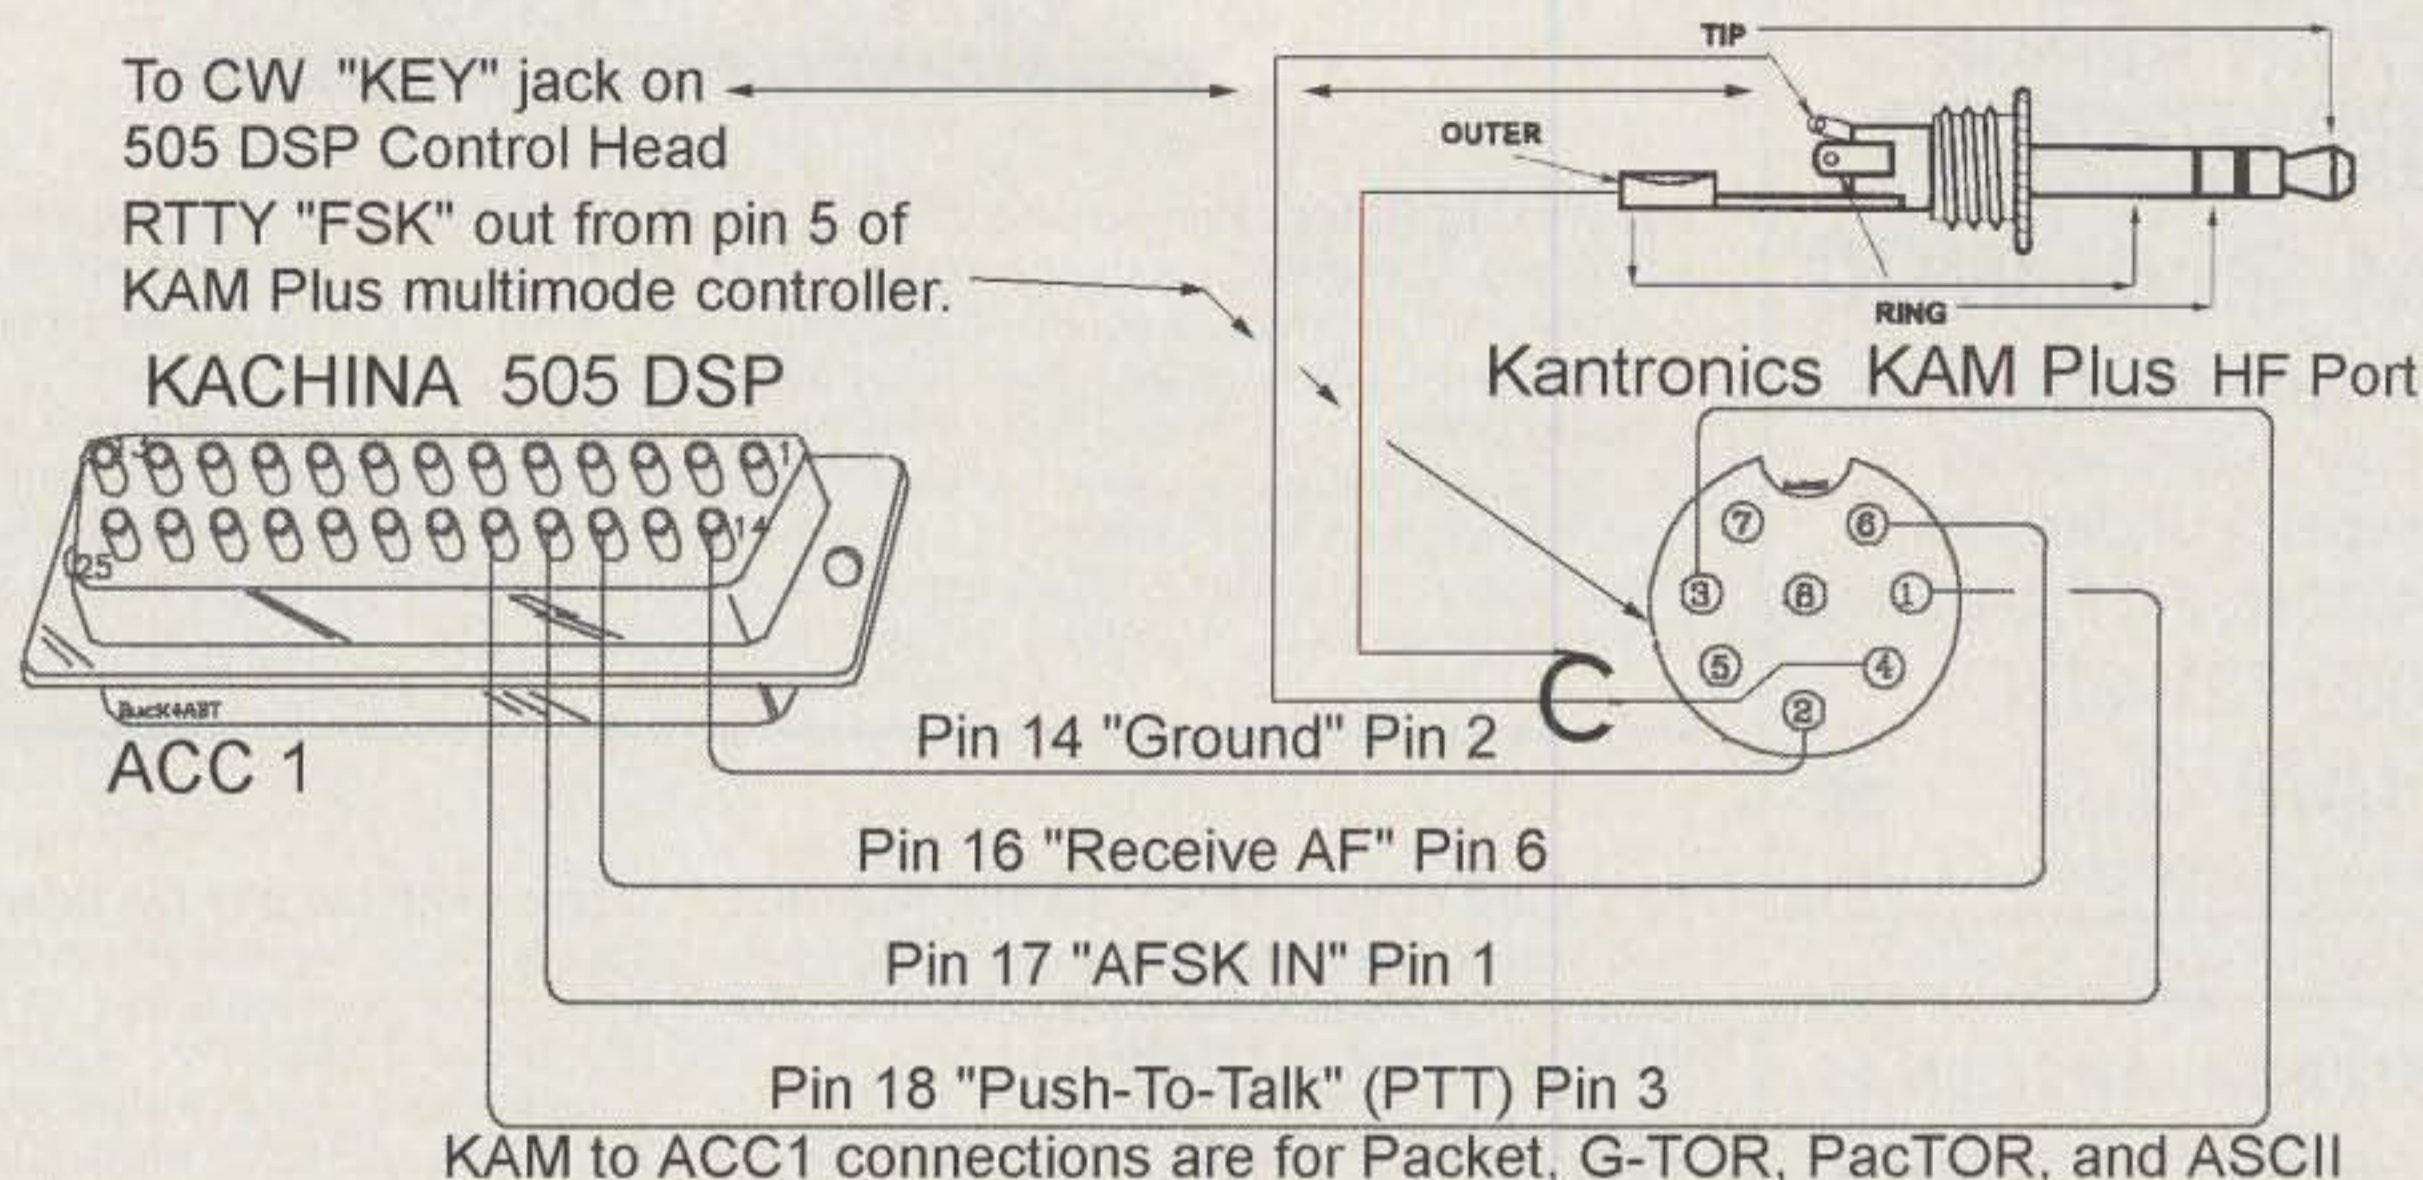 TIP
To CW "KEY" jack on
505 DSP Control Head
OUTER
RTTY "FSK" out from pin 5 of
KAM Plus multimode controller.
RING
KACHINA 505 DSP
Kantronics KAM Plus HF Port
13
1
14
25
7
6
3
8
1
5
4
2
BucK4ABT
ACC 1
Pin 14 "Ground" Pin 2
Pin 16 "Receive AF" Pin 6
Pin 17 "AFSK IN" Pin 1
Pin 18 "Push-To-Talk" (PTT) Pin 3
KAM to ACC1 connections are for Packet, G-TOR, PacTOR, and ASCII